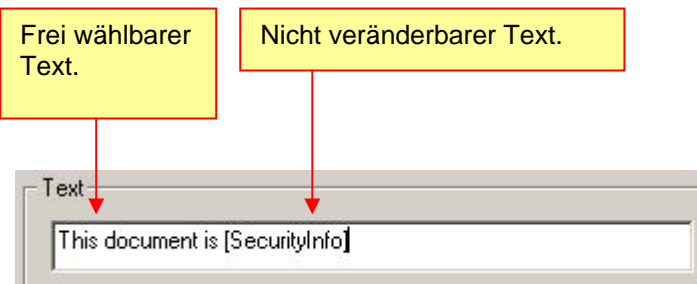 Frei wählbarer
Text.
Nicht veränderbarer Text.
Text
This document is [SecurityInfo]